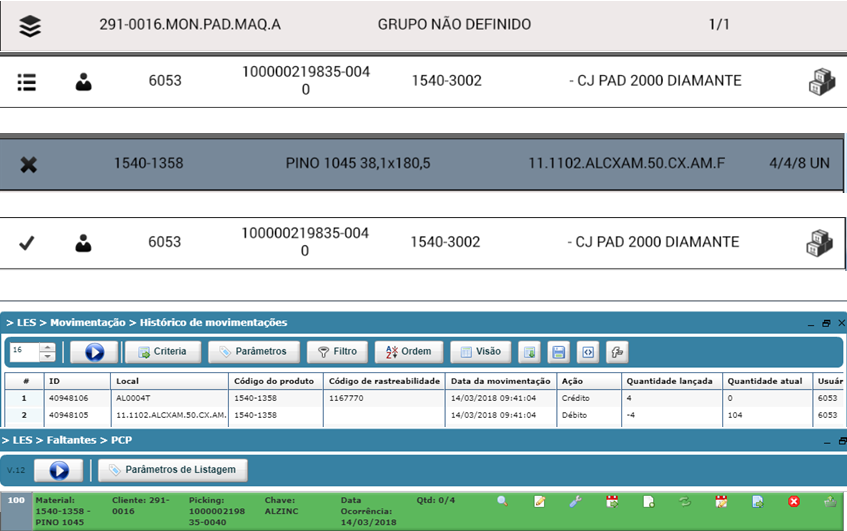 291-0016.MON.PAD.MAQ.A GRUPO NÃO DEFINIDO 1/1
6053 100000219835-004 1540-3002 - CJ PAD 2000 DIAMANTE
0
1540-1358 PINO 1045 38,1x180,5 11.1102.ALCXAM.50.CX.AM.F 4/4/8 UN
6053 100000219835-004 1540-3002 - CJ PAD 2000 DIAMANTE
0
> LES > Movimentação > Histórico de movimentações
16 Criteria Parâmetros Filtro Ordem Visão
# ID Local Código do produto Código de rastreabilidade Data da movimentação Ação Quantidade lançada Quantidade atual Usuár
1 40948106 AL0004T 1540-1358 1167770 14/03/2018 09:41:04 Crédito 4 0 6053
2 40948105 11.1102.ALCXAM.50.CX.AM. 1540-1358 14/03/2018 09:41:04 Débito -4 104 6053
> LES > Faltantes > PCP
V.12 Parâmetros de Listagem
100 Material: Cliente: 291- Picking: Chave: Data Qtd: 0/4
1540-1358 - 0016 1000002198 ALZINC Ocorrência:
PINO 1045 35-0040 14/03/2018